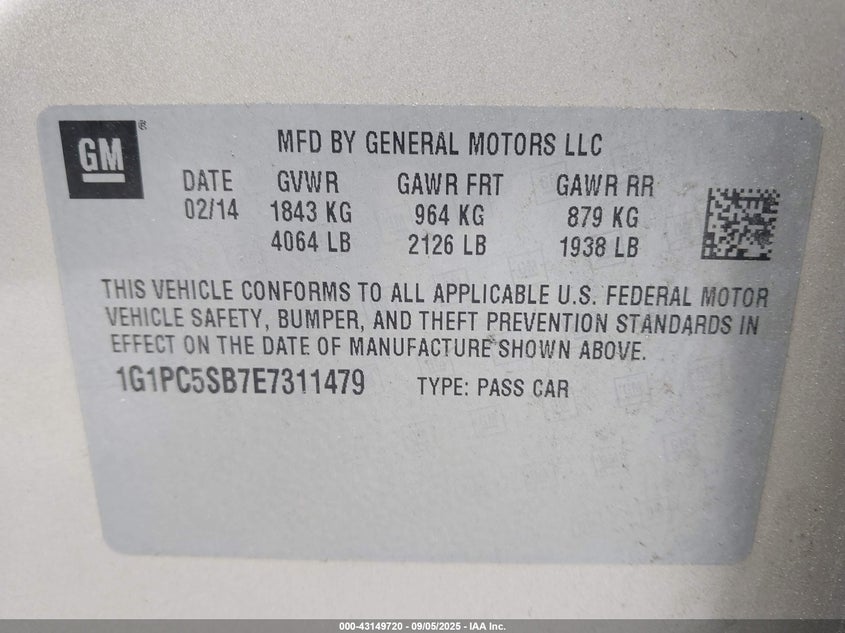 GM®
MFD BY GENERAL MOTORS LLC
DATE GVWR GAWR FRT GAWR RR
02/14 1843 KG 964 KG 879 KG
4064 LB 2126 LB 1938 LB
THIS VEHICLE CONFORMS TO ALL APPLICABLE U.S. FEDERAL MOTOR
VEHICLE SAFETY, BUMPER, AND THEFT PREVENTION STANDARDS IN
EFFECT ON THE DATE OF MANUFACTURE SHOWN ABOVE.
1G1PC5SB7E7311479 TYPE: PASS CAR
000-43149720 - 09/05/2025 - IAA Inc.